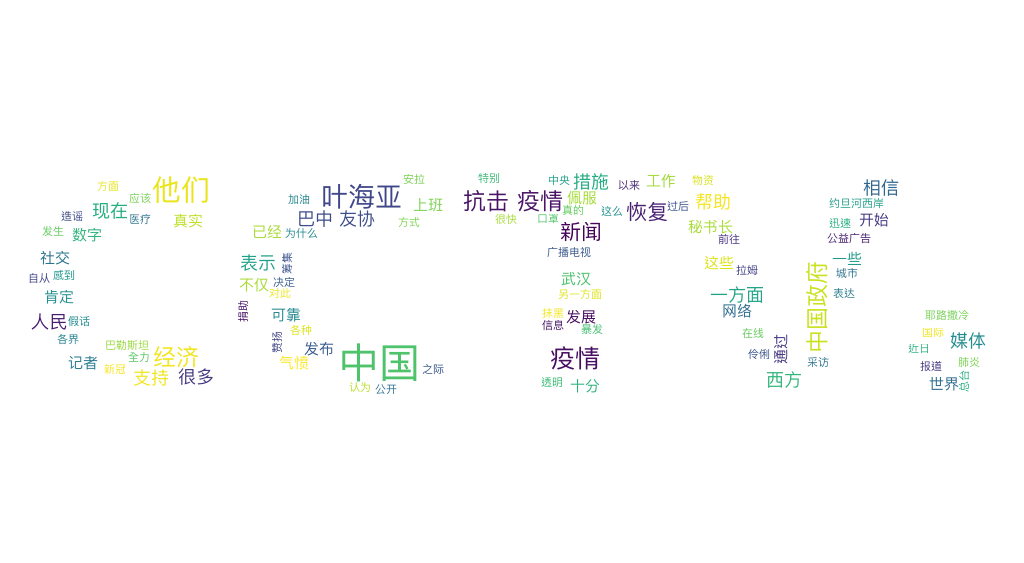 方面
应该
他们
造谣
现在
医疗
真实
发生
数字
社交
自从
感到
肯定
人民
假话
各界
记者
巴勒斯坦
全力
新冠
经济
支持
很多
加油
叶海亚
安拉
上班
巴中
友协
方式
已经
为什么
表示
筹集
不仅
决定
对此
捐助
可靠
各种
赞扬
发布
气愤
中国
之际
认为
公开
特别
中央
措施
以来
工作
物资
抗击
疫情
佩服
帮助
很快
口罩
真的
这么
恢复
过后
新闻
秘书长
前往
广播电视
武汉
另一方面
抹黑
信息
发展
暴发
疫情
透明
十分
这些
拉姆
一方面
网络
在线
伶俐
通过
西方
中国政府
采访
相信
约旦河西岸
迅速
开始
公益广告
一些
城市
表达
耶路撒冷
国际
近日
媒体
报道
肺炎
世界
总台